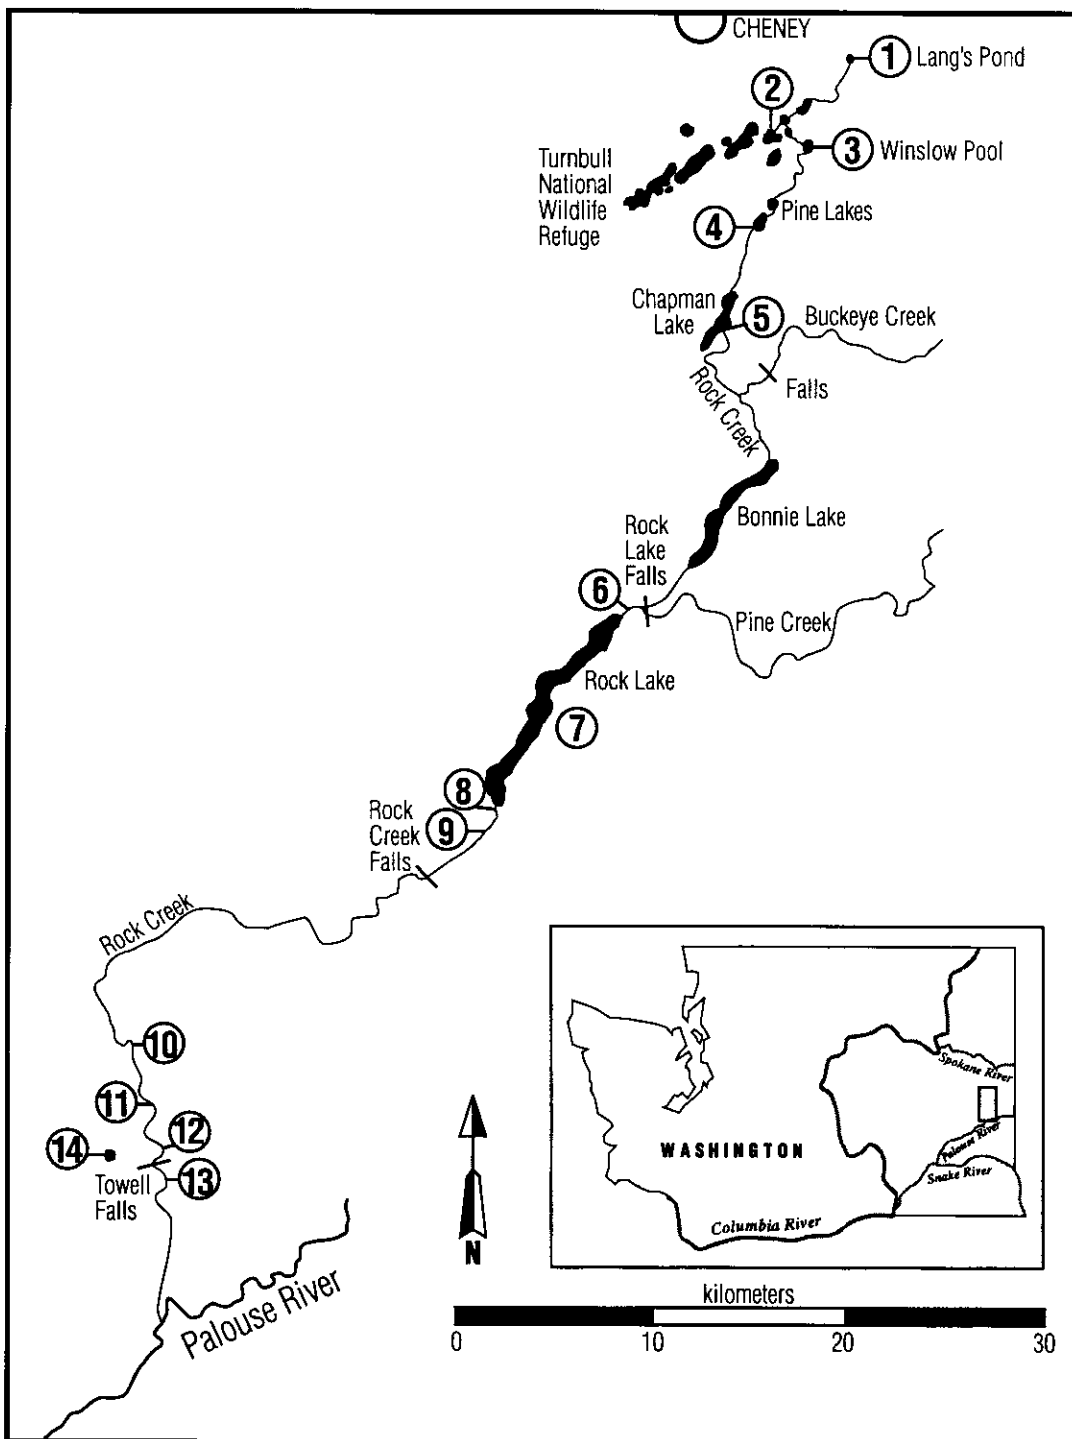 CHENEY
1 Lang's Pond
2
3 Winslow Pool
Turnbull
National
Wildlife
Refuge
Pine Lakes
4
Chapman
Lake
5
Buckeye Creek
Falls
Rock Creek
Bonnie Lake
Rock
Lake
Falls
6
Pine Creek
Rock Lake
7
8
Rock
Creek
Falls
9
Rock Creek
10
11
12
14
13
Towell
Falls
Palouse River
N
Spokane River
WASHINGTON
Palouse River
Snake River
Columbia River
kilometers
0 10 20 30